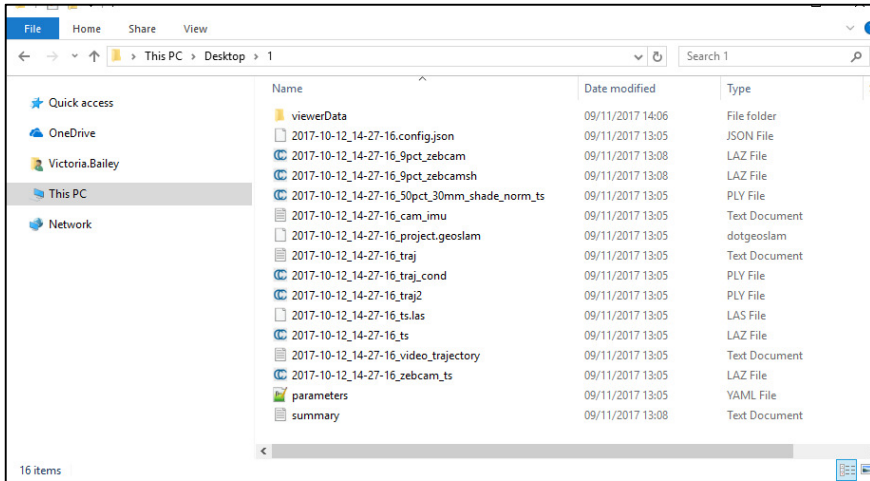 File Home Share View
This PC > Desktop > 1
Search 1
Name Date modified Type
Quick access
OneDrive
Victoria.Bailey
This PC
Network
viewerData 09/11/2017 14:06 File folder
2017-10-12_14-27-16.config.json 09/11/2017 13:05 JSON File
2017-10-12_14-27-16_9pct_zebcam 09/11/2017 13:08 LAZ File
2017-10-12_14-27-16_9pct_zebcamsh 09/11/2017 13:08 LAZ File
2017-10-12_14-27-16_50pct_30mm_shade_norm_ts 09/11/2017 13:05 PLY File
2017-10-12_14-27-16_cam_imu 09/11/2017 13:05 Text Document
2017-10-12_14-27-16_project.geoslam 09/11/2017 13:05 dotgeoslam
2017-10-12_14-27-16_traj 09/11/2017 13:05 Text Document
2017-10-12_14-27-16_traj_cond 09/11/2017 13:05 PLY File
2017-10-12_14-27-16_traj2 09/11/2017 13:05 PLY File
2017-10-12_14-27-16_ts.las 09/11/2017 13:05 LAS File
2017-10-12_14-27-16_ts 09/11/2017 13:05 LAZ File
2017-10-12_14-27-16_video_trajectory 09/11/2017 13:05 Text Document
2017-10-12_14-27-16_zebcam_ts 09/11/2017 13:05 LAZ File
parameters 09/11/2017 13:05 YAML File
summary 09/11/2017 13:08 Text Document
16 items